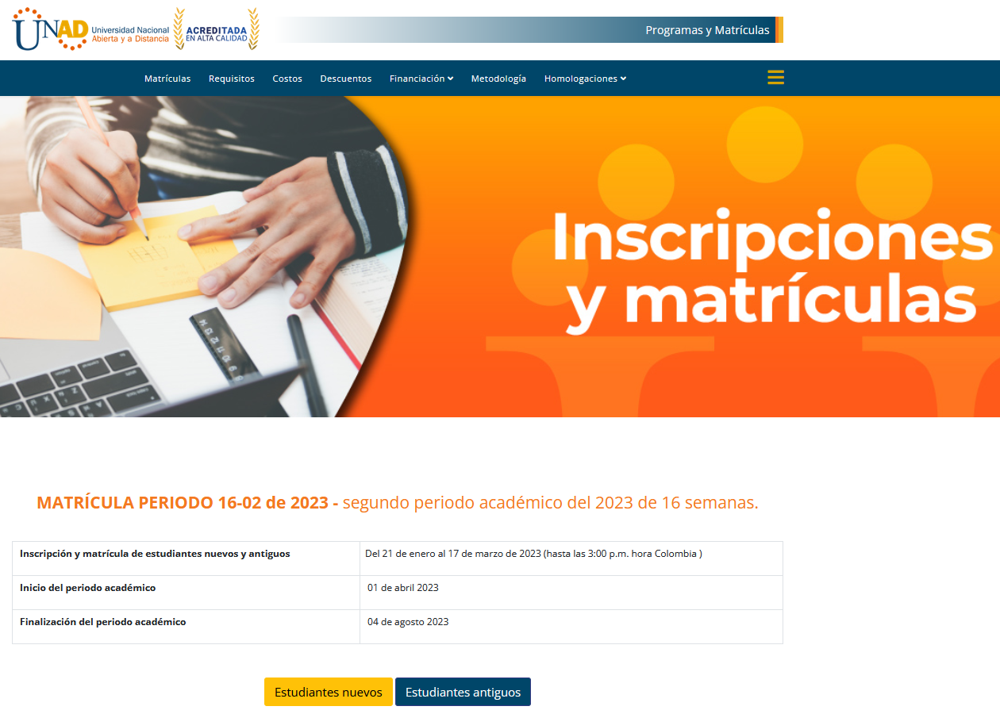 UNAD
Universidad Nacional
Abierta y a Distancia
ACREDITADA
EN ALTA CALIDAD
Programas y Matrículas
Matrículas Requisitos Costos Descuentos Financiación Metodología Homologaciones
Inscripciones
y matrículas
MATRÍCULA PERIODO 16-02 de 2023 - segundo periodo académico del 2023 de 16 semanas.
Inscripción y matrícula de estudiantes nuevos y antiguos Del 21 de enero al 17 de marzo de 2023 (hasta las 3:00 p.m. hora Colombia )
Inicio del periodo académico 01 de abril 2023
Finalización del periodo académico 04 de agosto 2023
Estudiantes nuevos Estudiantes antiguos